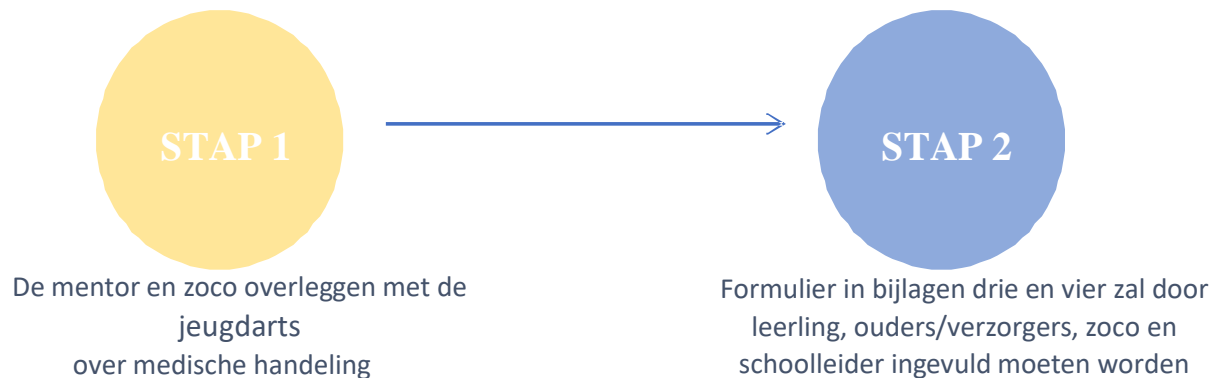 STAP 1
De mentor en zoco overleggen met de
jeugdarts
over medische handeling
STAP 2
Formulier in bijlagen drie en vier zal door
leerling, ouders/verzorgers, zoco en
schoolleider ingevuld moeten worden